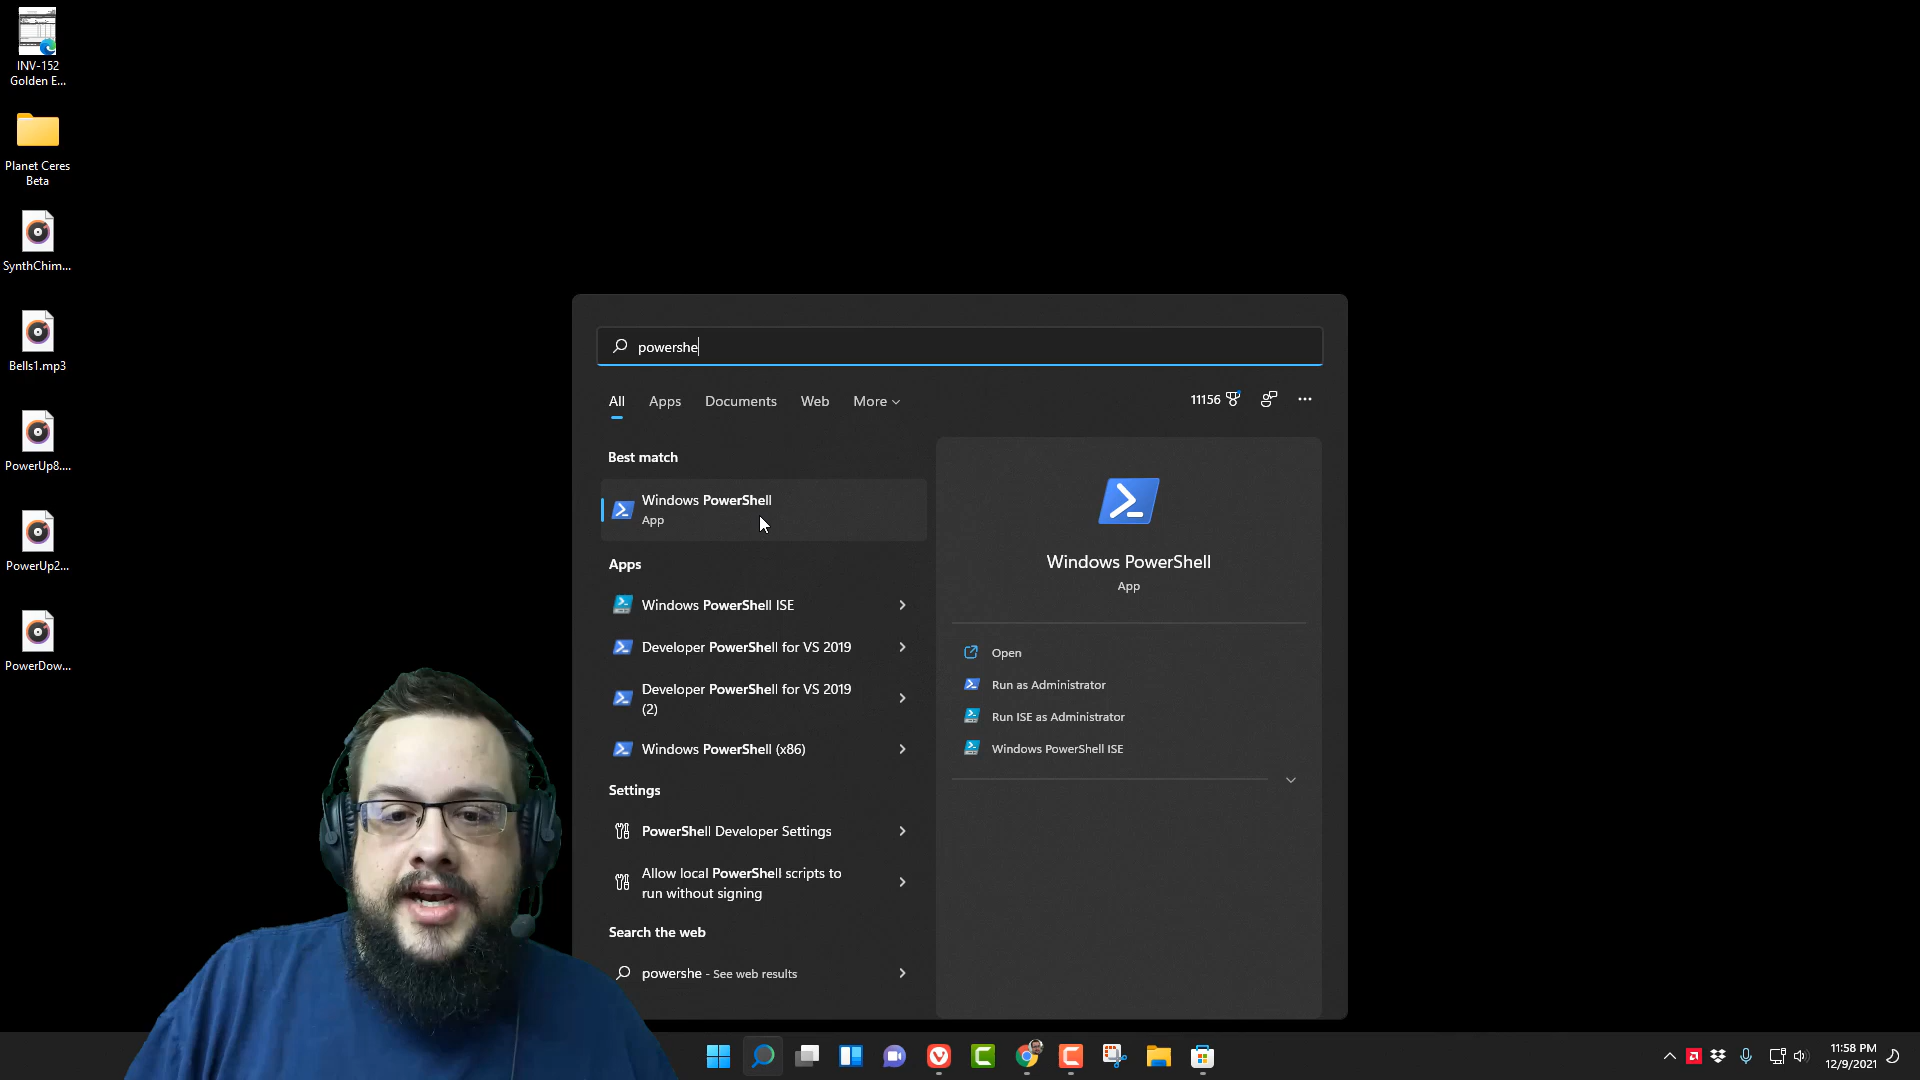 INV-152
Golden E...
Planet Ceres
Beta
SynthChim...
Bells1.mp3
PowerUp8....
PowerUp2...
PowerDow...
powershe
All
Apps
Documents
Web
More
11156
Best match
Windows PowerShell
App
Apps
Windows PowerShell ISE
Developer PowerShell for VS 2019
Developer PowerShell for VS 2019
(2)
Windows PowerShell (x86)
Settings
PowerShell Developer Settings
Allow local PowerShell scripts to
run without signing
Search the web
powershe - See web results
Windows PowerShell
App
Open
Run as Administrator
Run ISE as Administrator
Windows PowerShell ISE
11:58 PM
12/9/2021